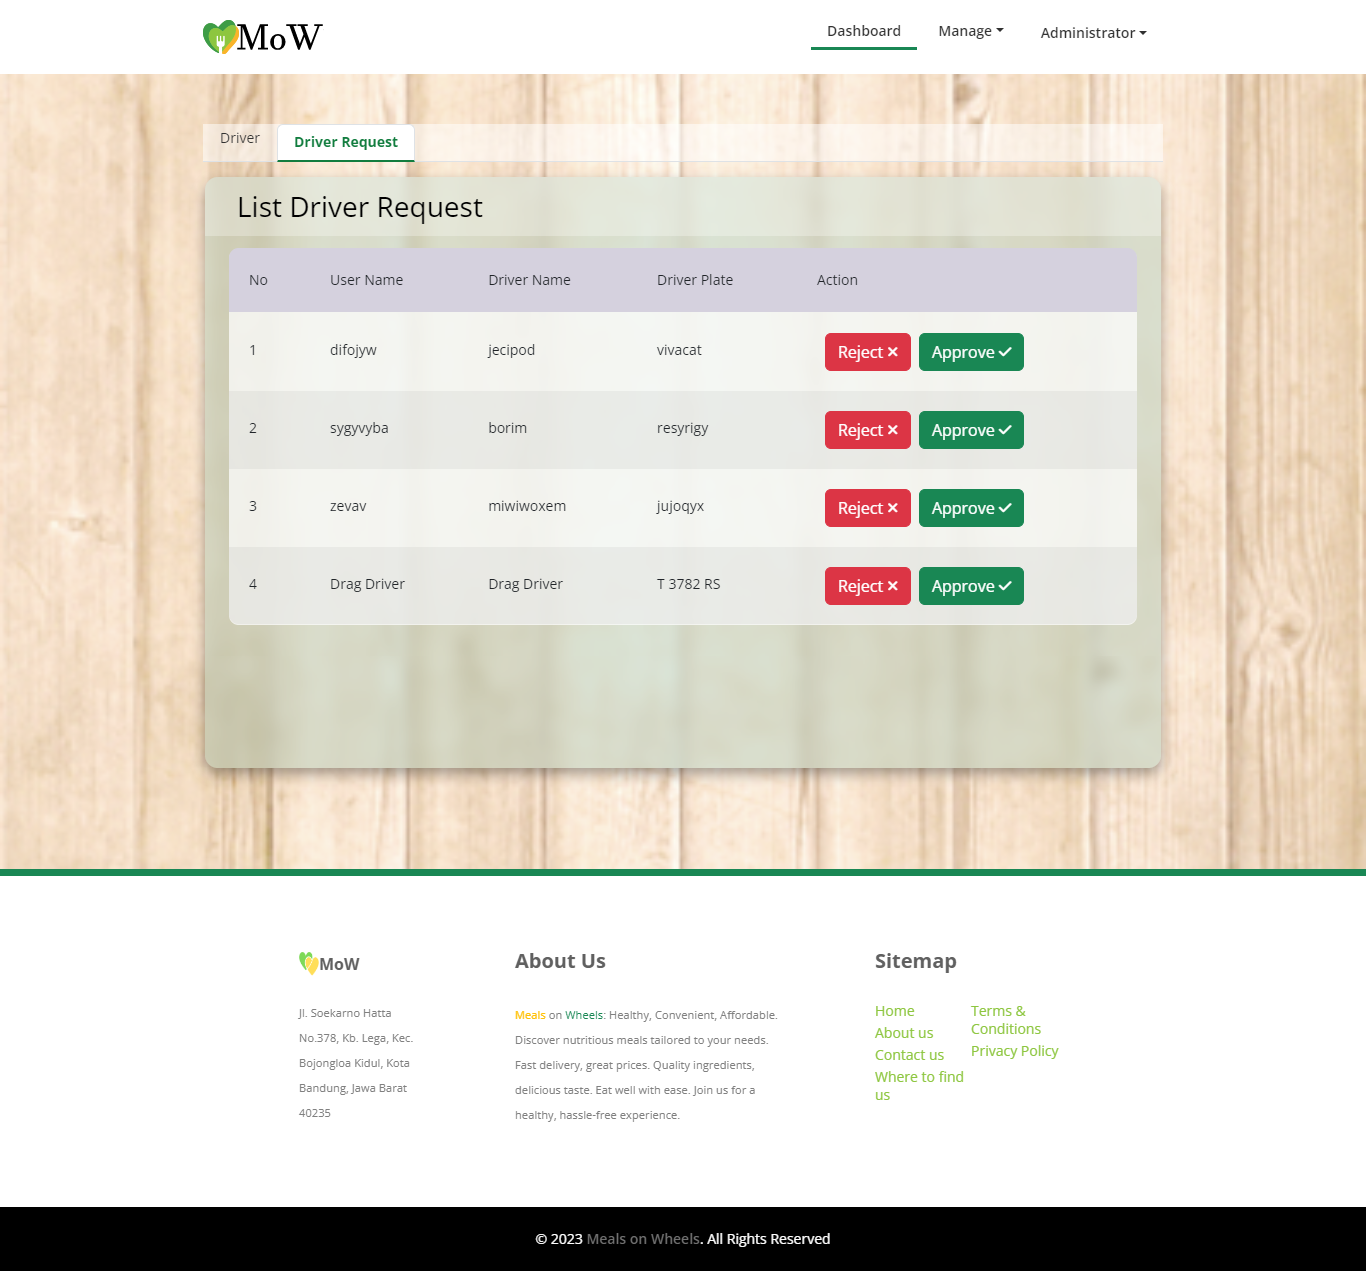 MoW
Dashboard Manage Administrator
Driver Driver Request
List Driver Request
No User Name Driver Name Driver Plate Action
1 difojyw jecipod vivacat Reject Approve
2 sygyvyba borim resyrigy Reject Approve
3 zevav miwiwoxem jujoqyx Reject Approve
4 Drag Driver Drag Driver T 3782 RS Reject Approve
MoW
Jl. Soekarno Hatta
No.378, Kb. Lega, Kec.
Bojongloa Kidul, Kota
Bandung, Jawa Barat
40235
About Us
Meals on Wheels: Healthy, Convenient, Affordable.
Discover nutritious meals tailored to your needs.
Fast delivery, great prices. Quality ingredients,
delicious taste. Eat well with ease. Join us for a
healthy, hassle-free experience.
Sitemap
Home
About us
Contact us
Where to find
us
Terms &
Conditions
Privacy Policy
© 2023 Meals on Wheels. All Rights Reserved